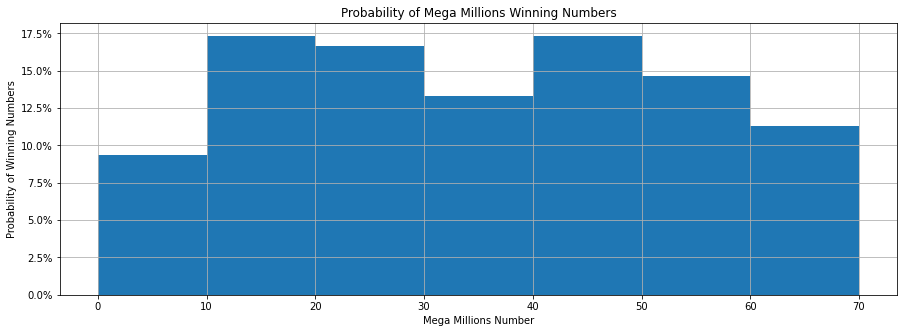 Probability of Mega Millions Winning Numbers
Probability of Winning Numbers
17.5%
15.0%
12.5%
10.0%
7.5%
5.0%
2.5%
0.0%
0 10 20 30 40 50 60 70
Mega Millions Number